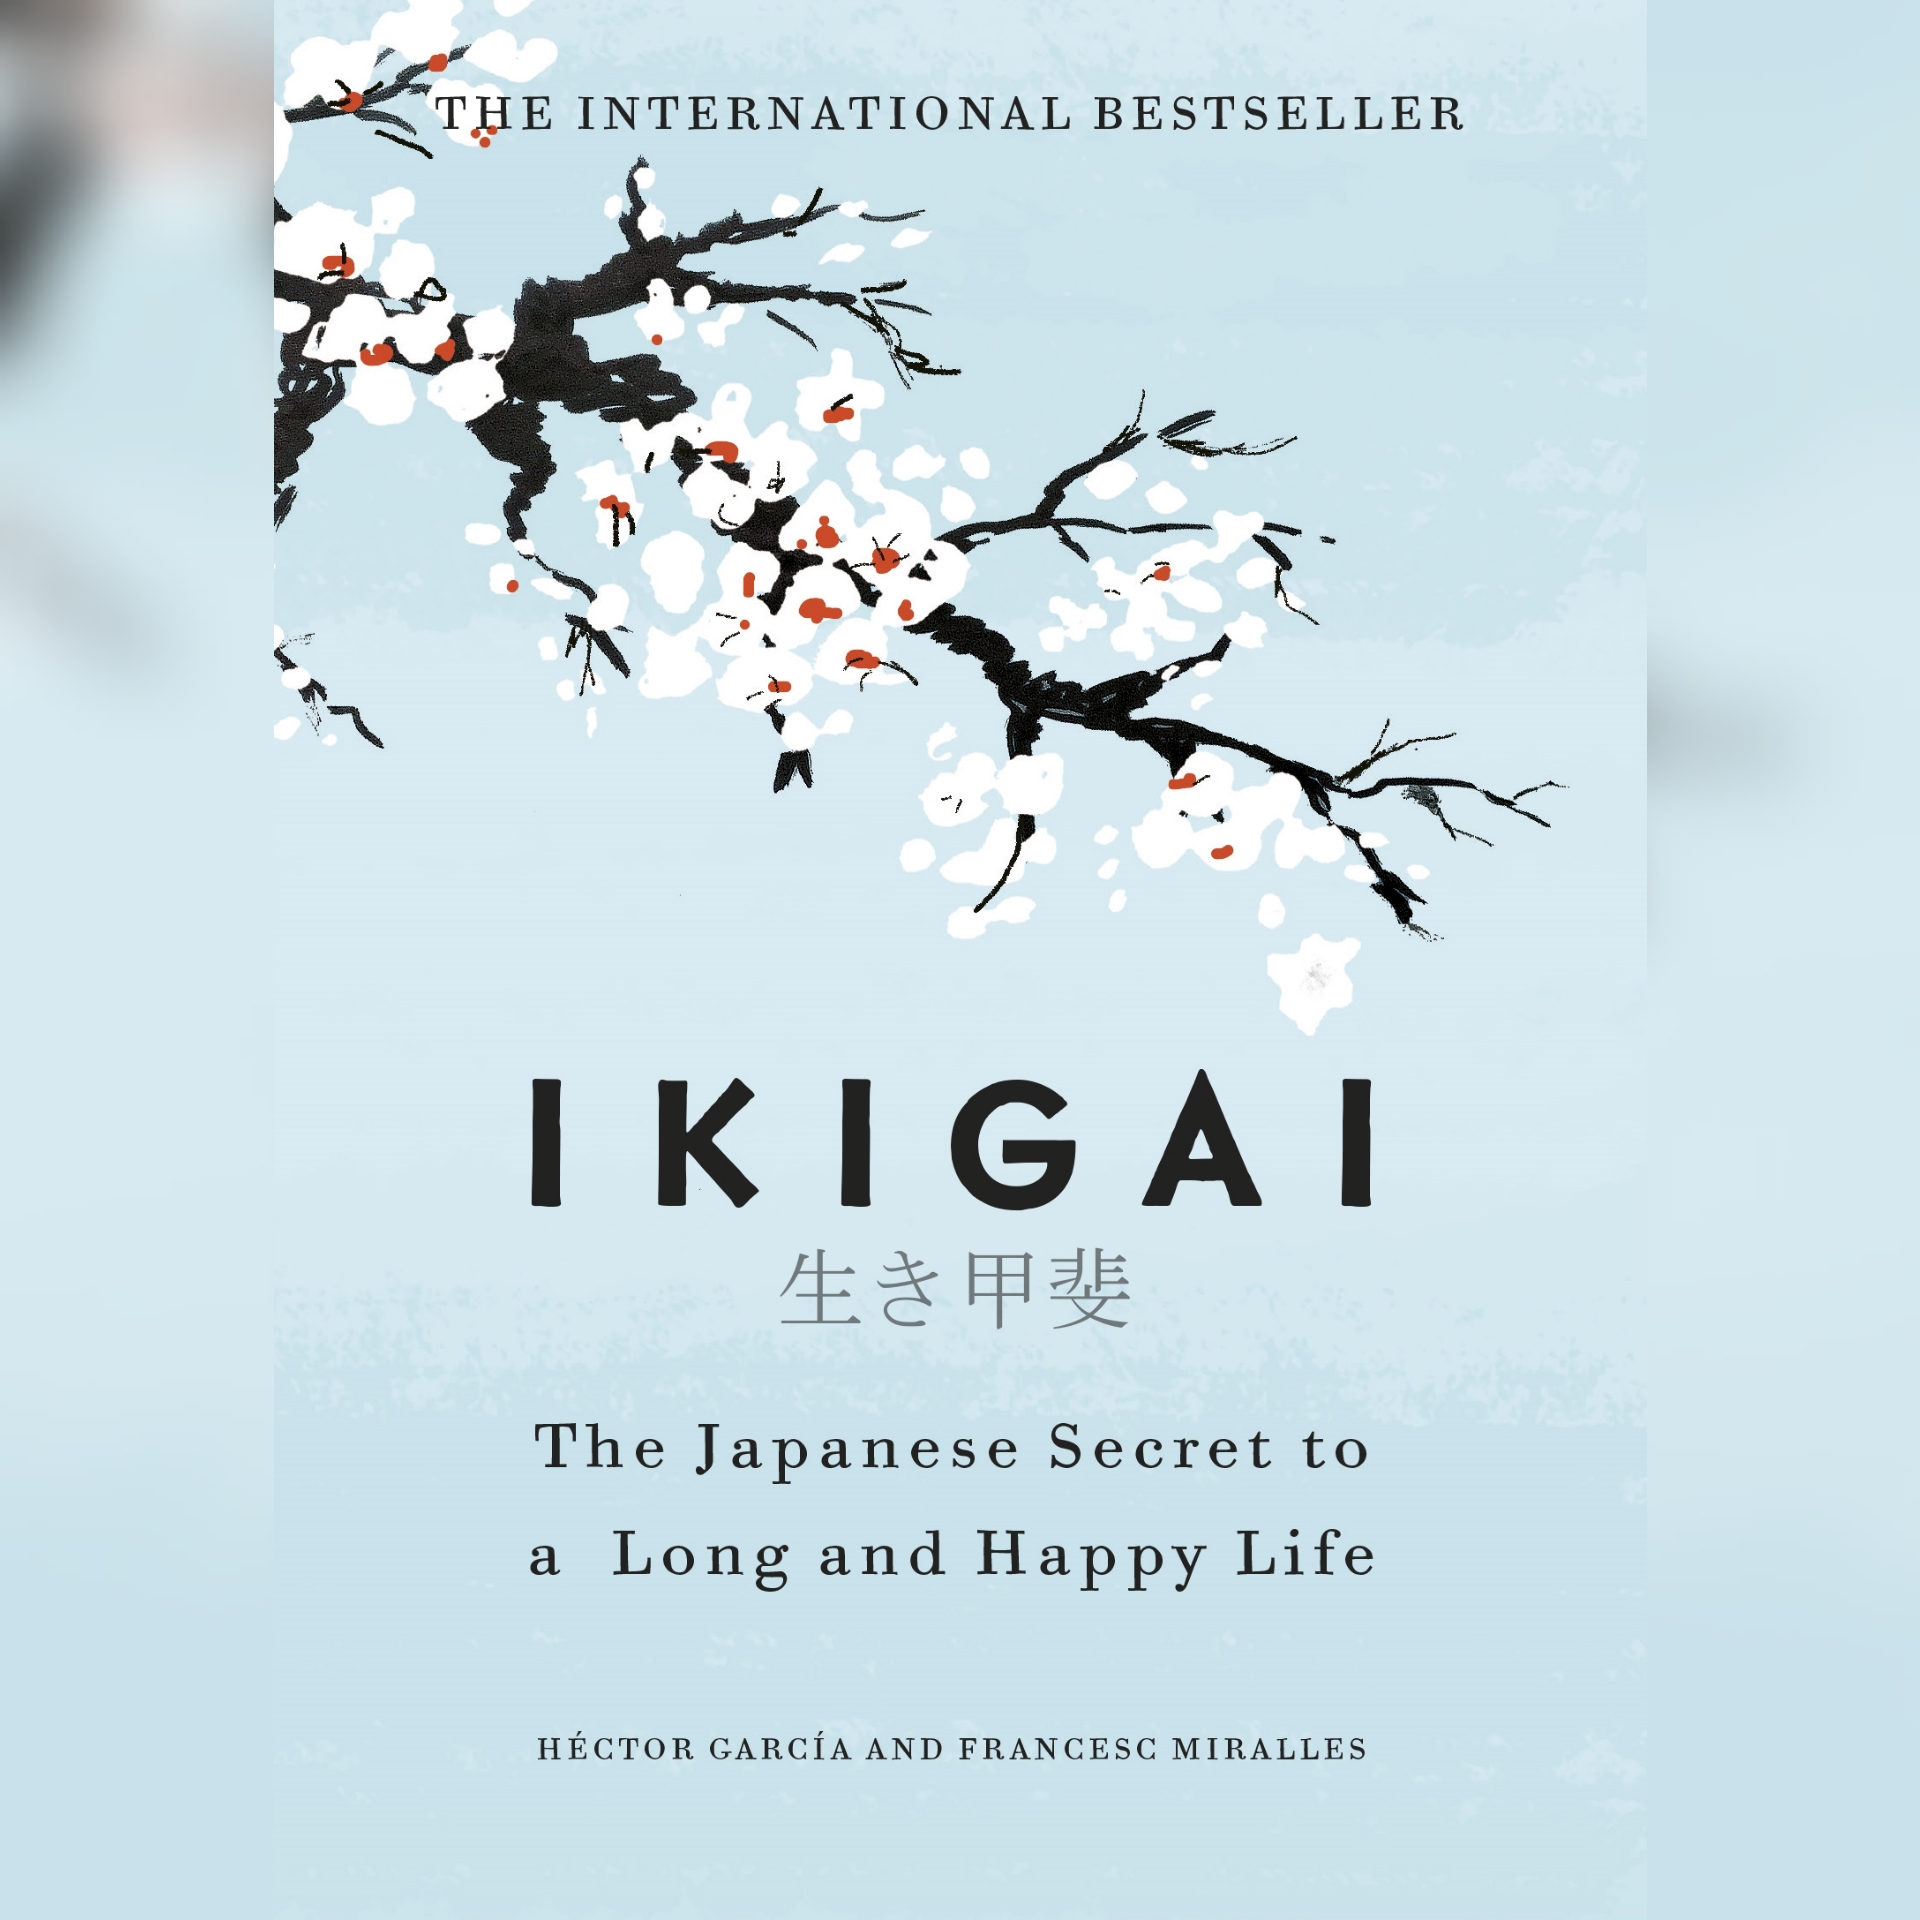 THE INTERNATIONAL BESTSELLER
IKIGAI
生き甲斐
The Japanese Secret to
a Long and Happy Life
HÉCTOR GARCÍA AND FRANCESC MIRALLES